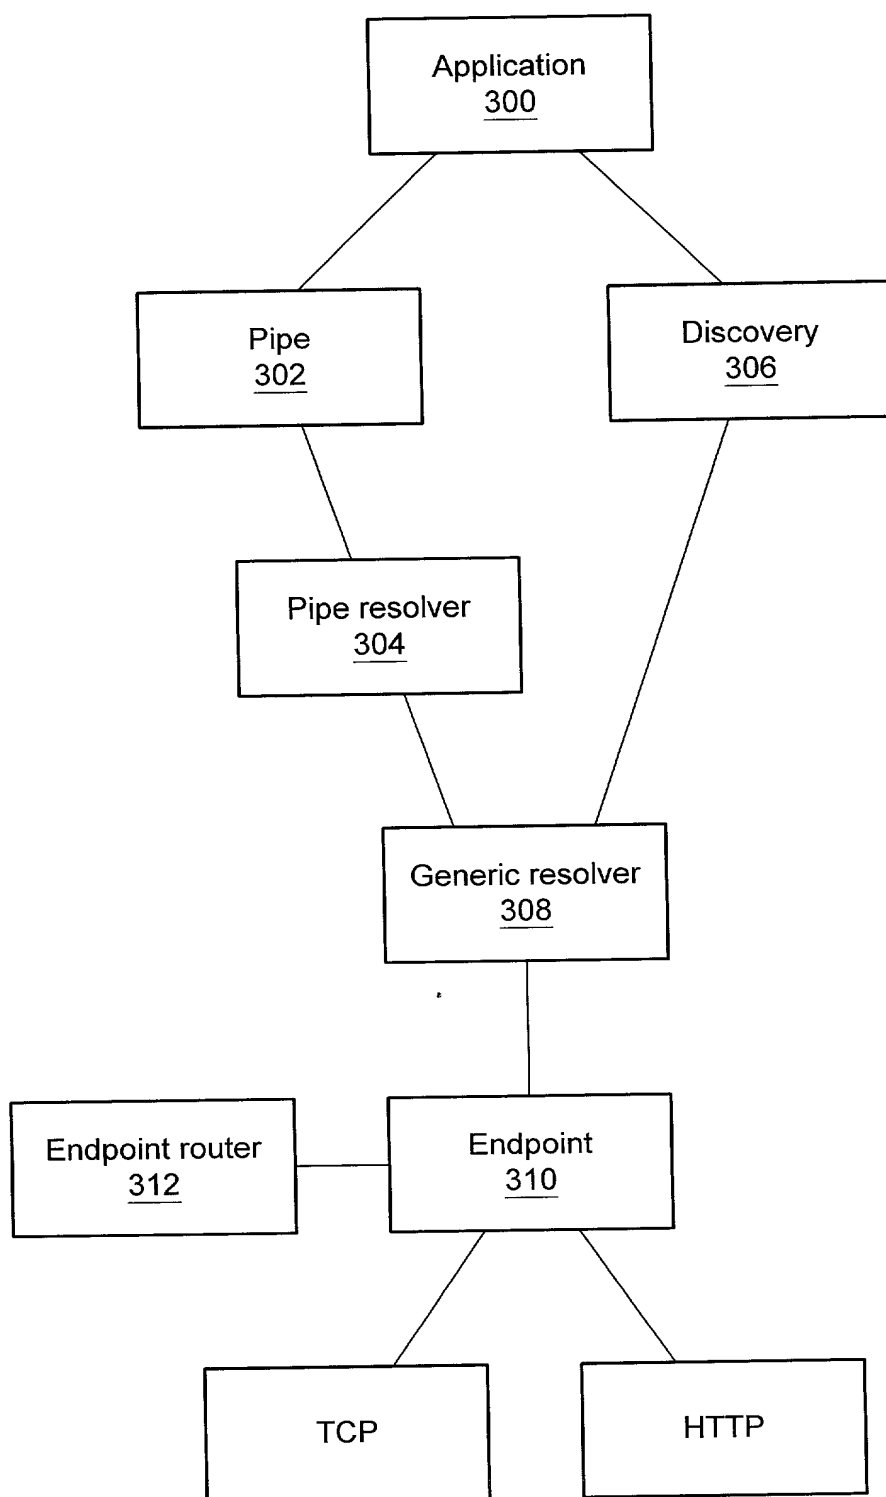 Application
300
Pipe
302
Discovery
306
Pipe resolver
304
Generic resolver
308
Endpoint router
312
Endpoint
310
TCP
HTTP